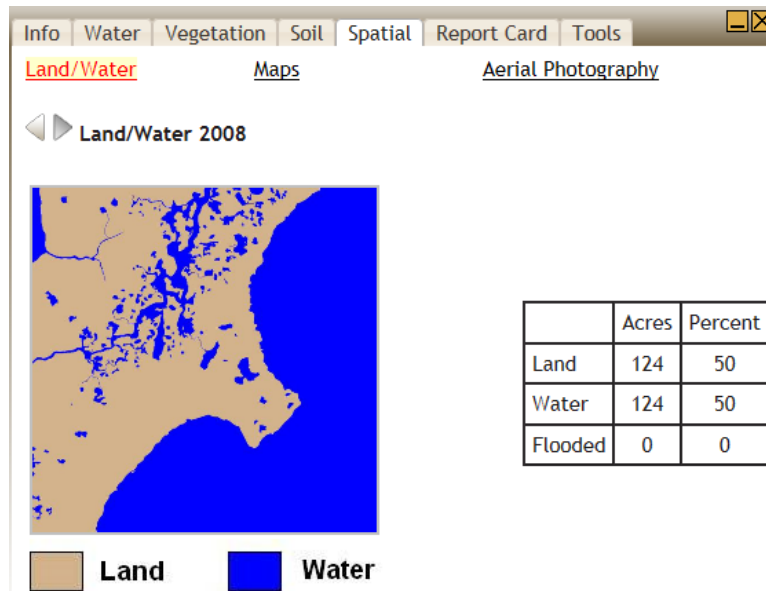 Info Water Vegetation Soil Spatial Report Card Tools
Land/Water Maps Aerial Photography
Land/Water 2008
Acres Percent
Land 124 50
Water 124 50
Flooded 0 0
Land Water